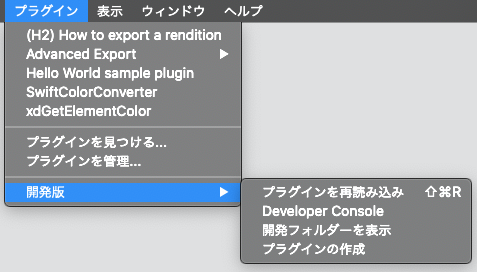 プラグイン 表示 ウィンドウ ヘルプ
(H2) How to export a rendition
Advanced Export ▶
Hello World sample plugin
SwiftColorConverter
xdGetElementColor
プラグインを見つける...
プラグインを管理...
開発版 ▶
プラグインを再読み込み ⇧⌘R
Developer Console
開発フォルダーを表示
プラグインの作成